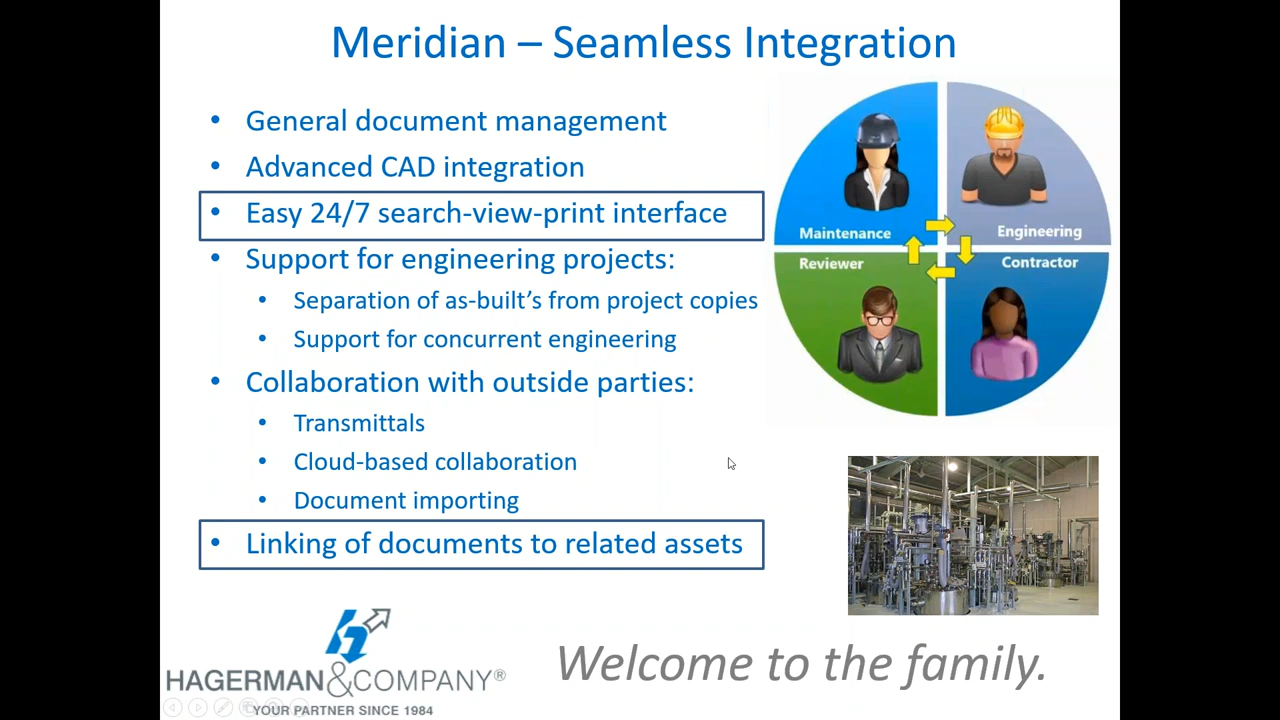 Meridian – Seamless Integration
• General document management
• Advanced CAD integration
• Easy 24/7 search-view-print interface
• Support for engineering projects:
• Separation of as-built’s from project copies
• Support for concurrent engineering
• Collaboration with outside parties:
• Transmittals
• Cloud-based collaboration
• Document importing
• Linking of documents to related assets
Maintenance
Engineering
Reviewer
Contractor
HAGERMAN&COMPANY®
YOUR PARTNER SINCE 1984
Welcome to the family.